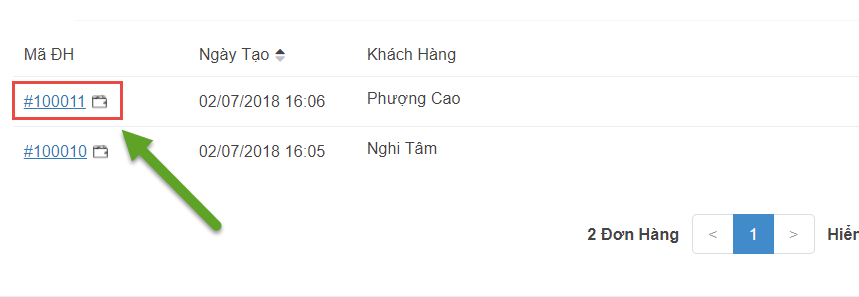 Mã ĐH Ngày Tạo Khách Hàng
#100011 02/07/2018 16:06 Phượng Cao
#100010 02/07/2018 16:05 Nghi Tâm
2 Đơn Hàng < 1 > Hiển